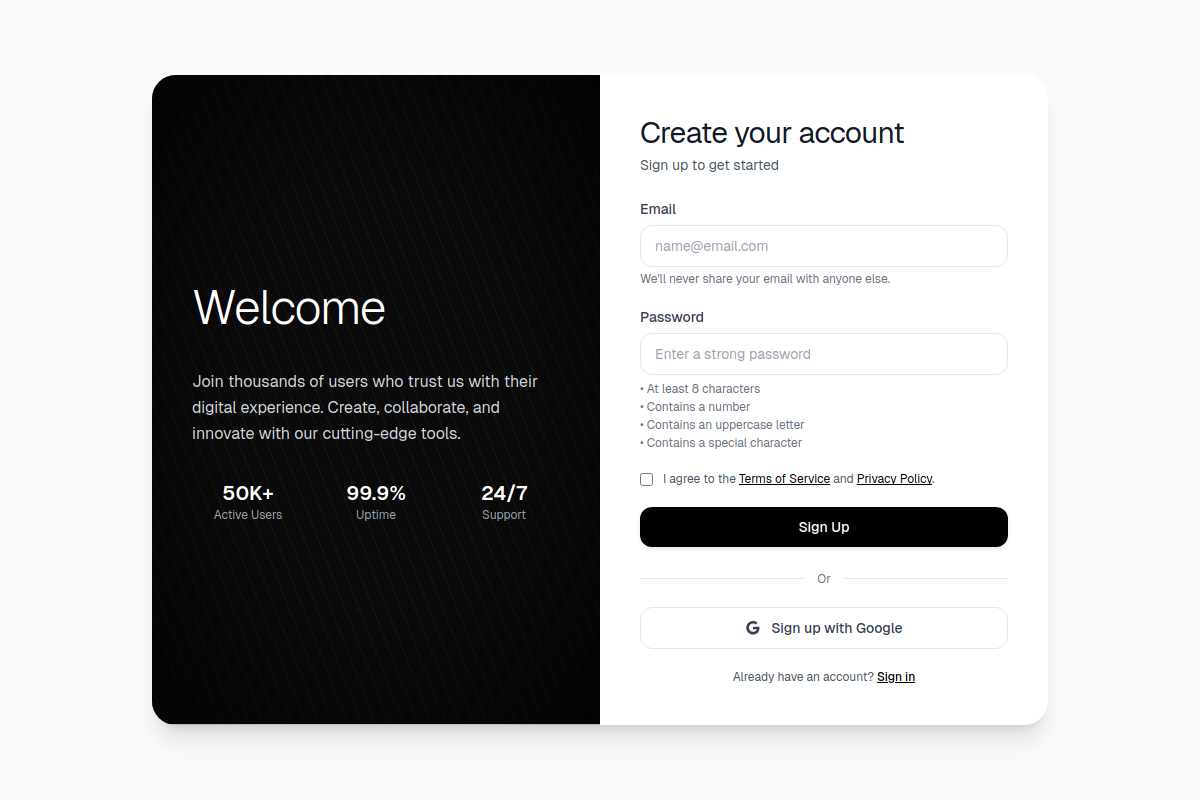 Welcome
Join thousands of users who trust us with their
digital experience. Create, collaborate, and
innovate with our cutting-edge tools.
50K+
Active Users
99.9%
Uptime
24/7
Support
Create your account
Sign up to get started
Email
name@email.com
We'll never share your email with anyone else.
Password
Enter a strong password
• At least 8 characters
• Contains a number
• Contains an uppercase letter
• Contains a special character
I agree to the Terms of Service and Privacy Policy.
Sign Up
Or
G Sign up with Google
Already have an account? Sign in